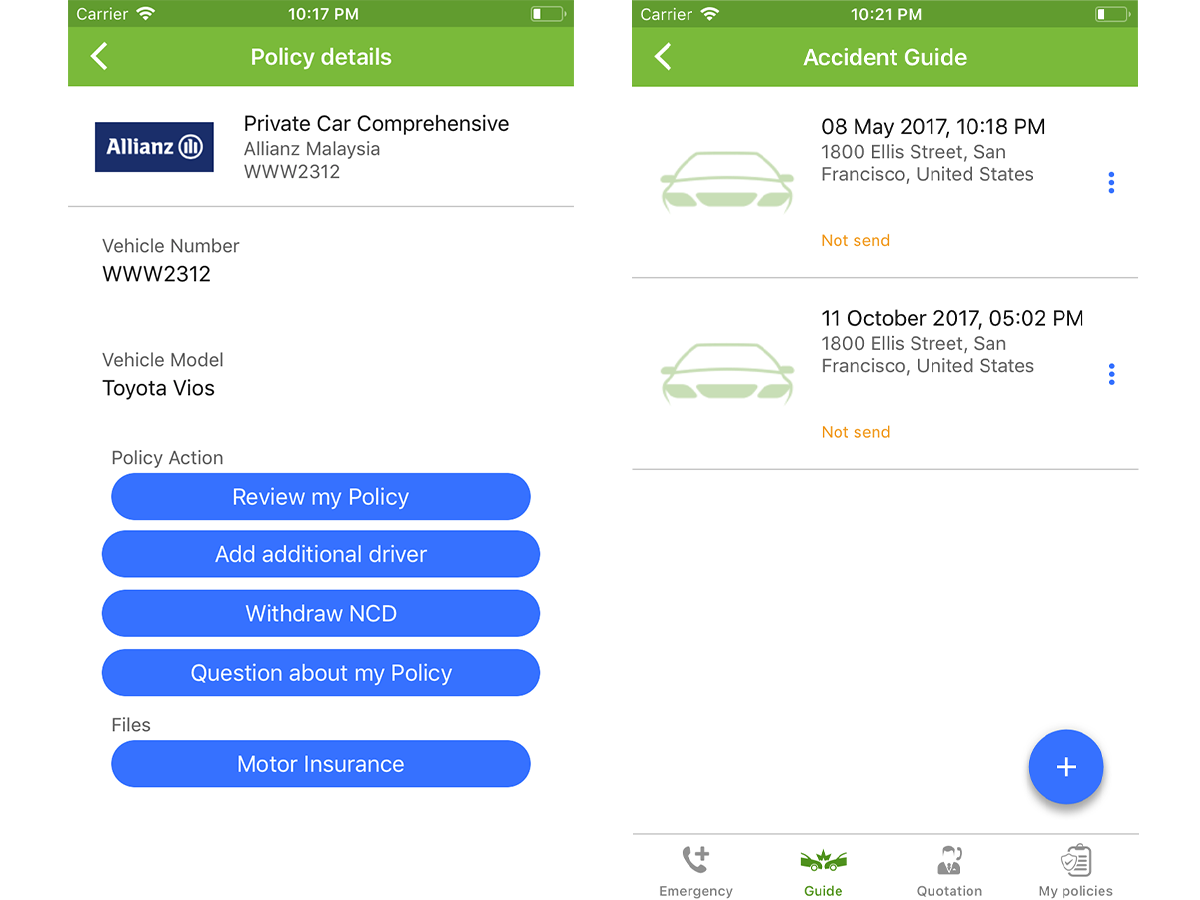 Carrier 10:17 PM
Policy details
Allianz
Private Car Comprehensive
Allianz Malaysia
WWW2312
Vehicle Number
WWW2312
Vehicle Model
Toyota Vios
Policy Action
Review my Policy
Add additional driver
Withdraw NCD
Question about my Policy
Files
Motor Insurance
Carrier 10:21 PM
Accident Guide
08 May 2017, 10:18 PM
1800 Ellis Street, San
Francisco, United States
Not send
11 October 2017, 05:02 PM
1800 Ellis Street, San
Francisco, United States
Not send
+
Emergency Guide Quotation My policies